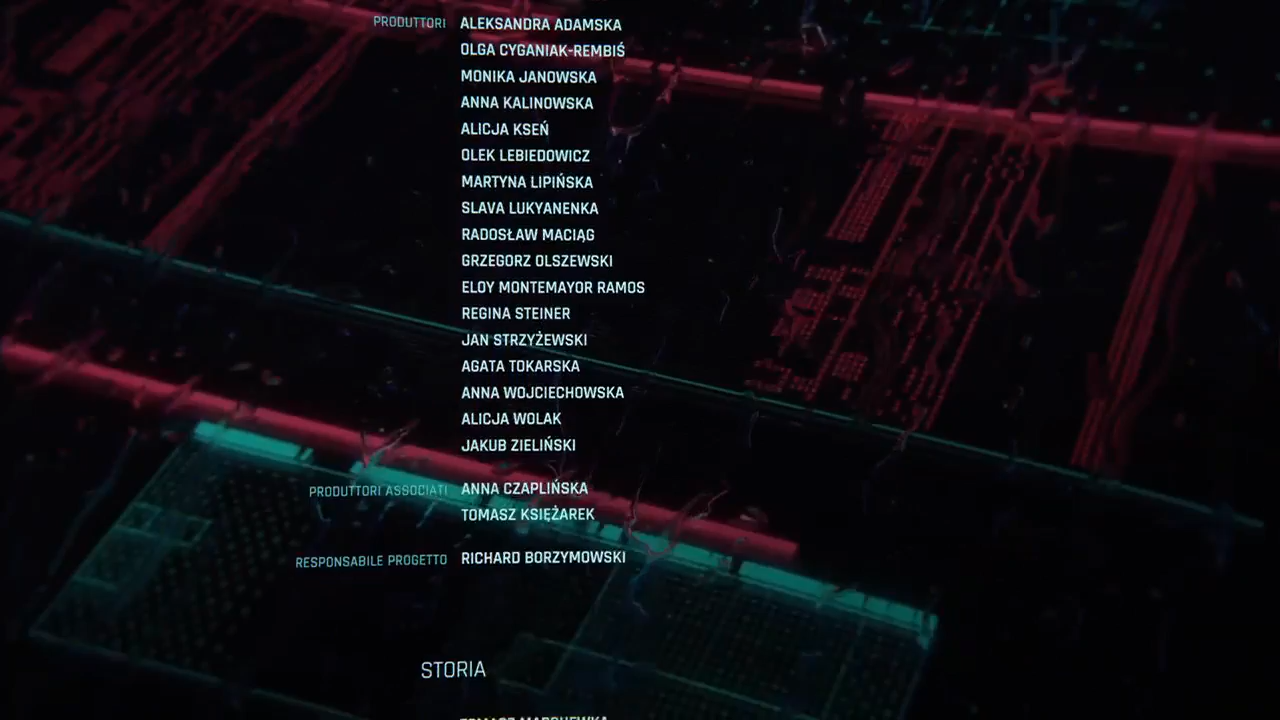 PRODUTTORI ALEKSANDRA ADAMSKA
OLGA CYGANIAK-REMBIŚ
MONIKA JANOWSKA
ANNA KALINOWSKA
ALICJA KSEŃ
OLEK LEBIEDOWICZ
MARTYNA LIPIŃSKA
SLAVA LUKYANENKA
RADOSŁAW MACIĄG
GRZEGORZ OLSZEWSKI
ELOY MONTEMAYOR RAMOS
REGINA STEINER
JAN STRZYŻEWSKI
AGATA TOKARSKA
ANNA WOJCIECHOWSKA
ALICJA WOLAK
JAKUB ZIELIŃSKI
PRODUTTORI ASSOCIATI ANNA CZAPLIŃSKA
TOMASZ KSIĘŻAREK
RESPONSABILE PROGETTO RICHARD BORZYMOWSKI
STORIA